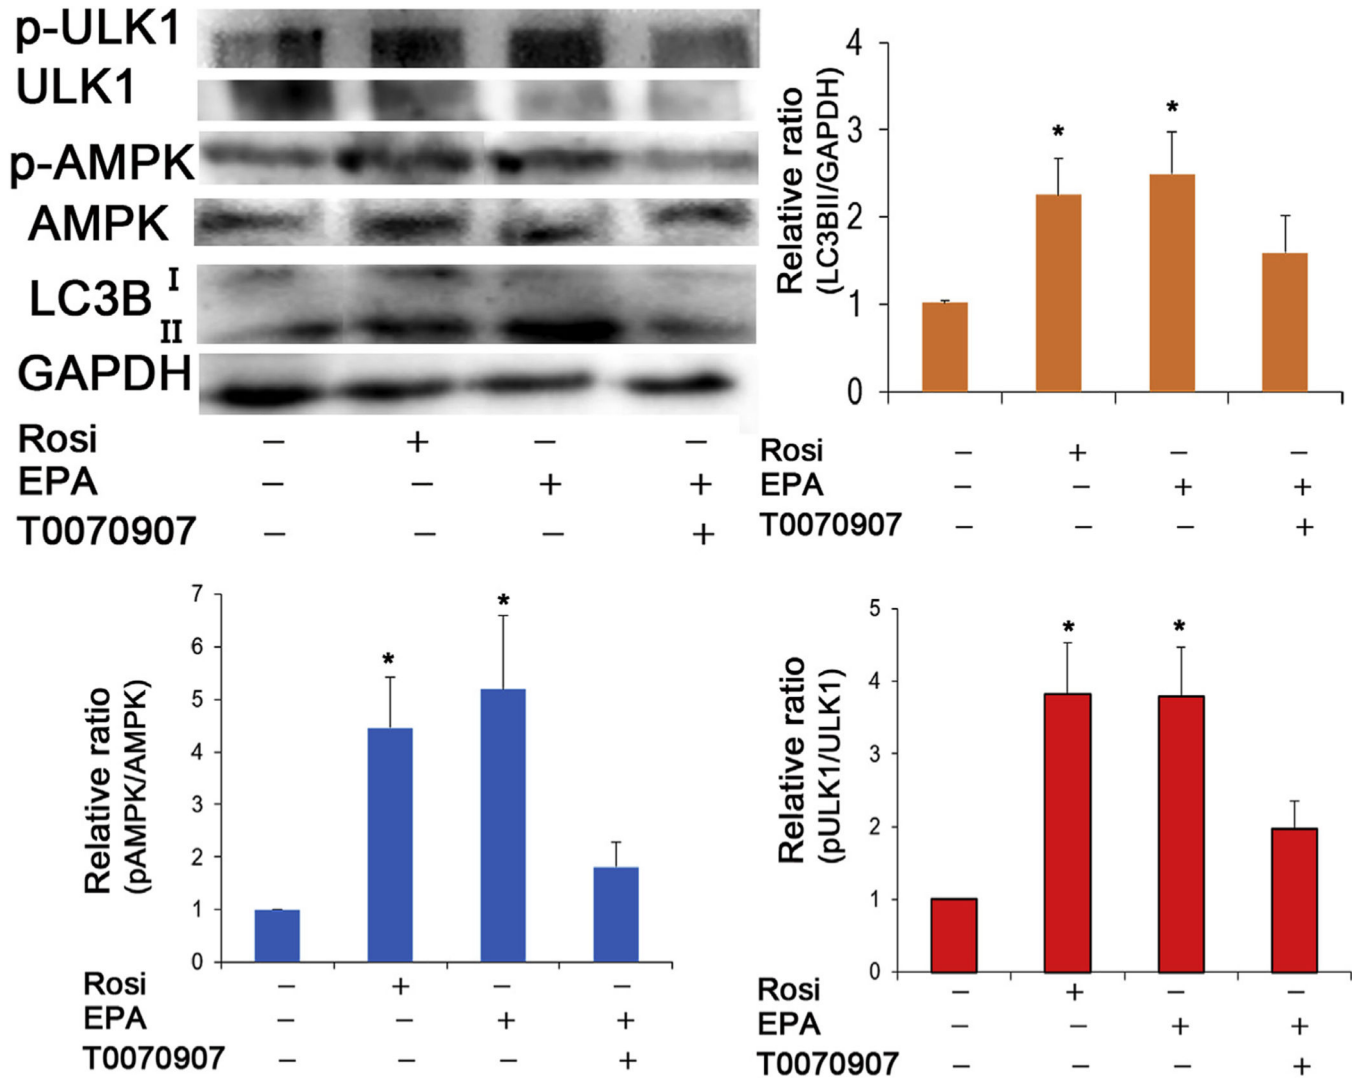 p-ULK1
ULK1
p-AMPK
AMPK
LC3B I
II
GAPDH
Rosi − + − −
EPA − − + +
T0070907 − − − +
Relative ratio
(LC3BII/GAPDH)
4
3
2
1
0
* *
Rosi − + − −
EPA − − + +
T0070907 − − − +
Relative ratio
(pAMPK/AMPK)
7
6
5
4
3
2
1
0
* *
Rosi − + − −
EPA − − + +
T0070907 − − − +
Relative ratio
(pULK1/ULK1)
5
4
3
2
1
0
* *
Rosi − + − −
EPA − − + +
T0070907 − − − +